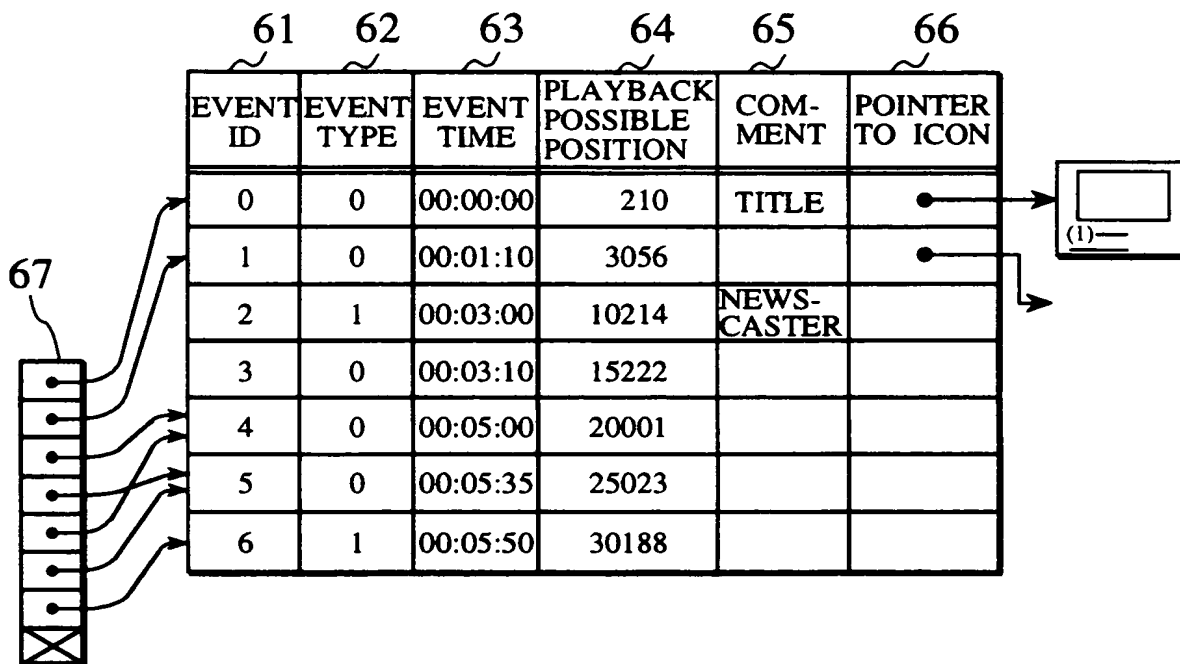 61 62 63 64 65 66
EVENT ID EVENT TYPE EVENT TIME PLAYBACK POSSIBLE POSITION COM-MENT POINTER TO ICON
0 0 00:00:00 210 TITLE
(1)
1 0 00:01:10 3056
67
2 1 00:03:00 10214 NEWS-CASTER
3 0 00:03:10 15222
4 0 00:05:00 20001
5 0 00:05:35 25023
6 1 00:05:50 30188